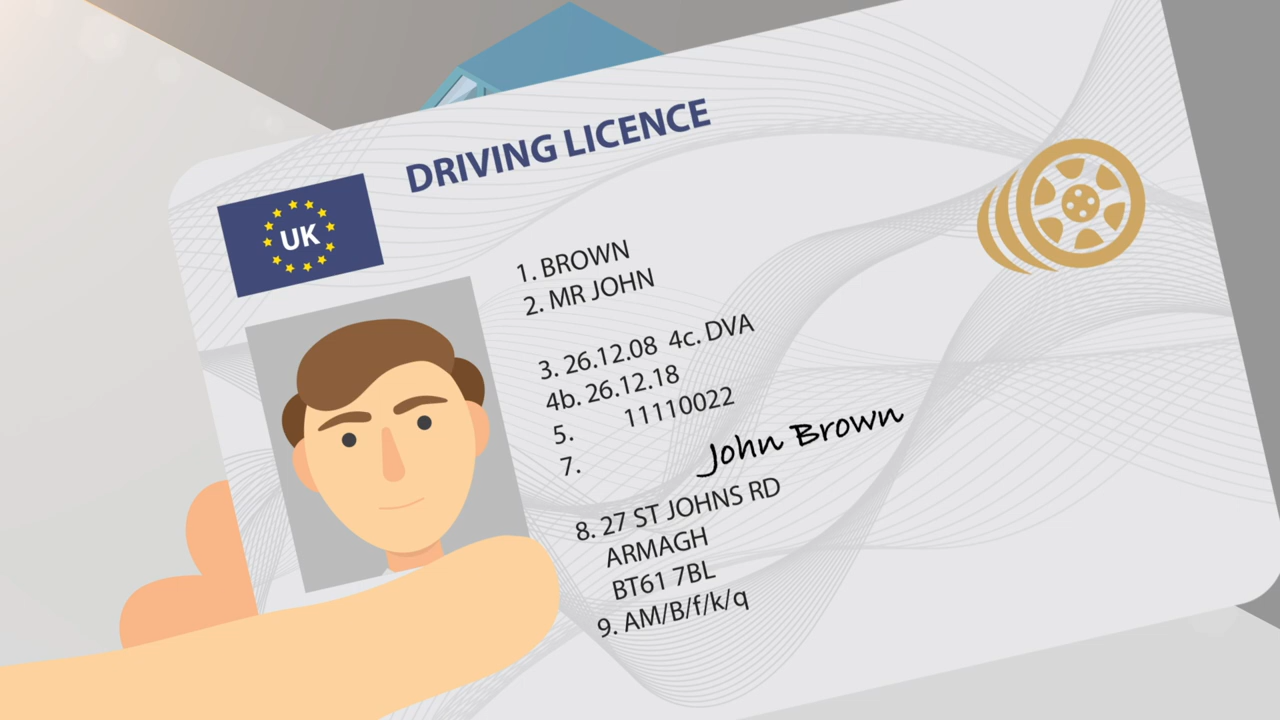 DRIVING LICENCE
UK
1. BROWN
2. MR JOHN
3. 26.12.08 4c. DVA
4b. 26.12.18
5. 11110022
7. John Brown
8. 27 ST JOHNS RD
ARMAGH
BT61 7BL
9. AM/B/f/k/q